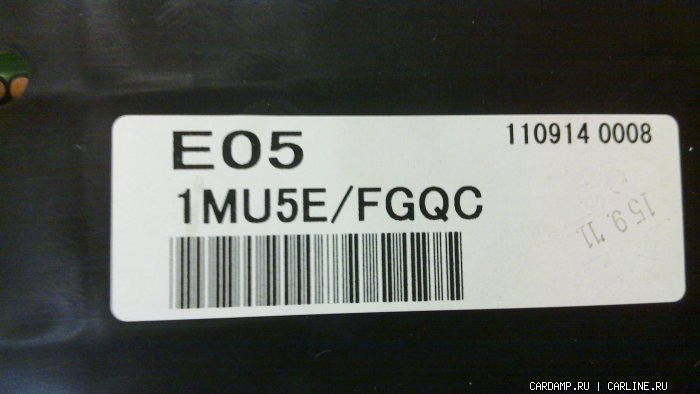 E05
110914 0008
1MU5E/FGQC
15.9.11
CARDAMP.RU | CARLINE.RU